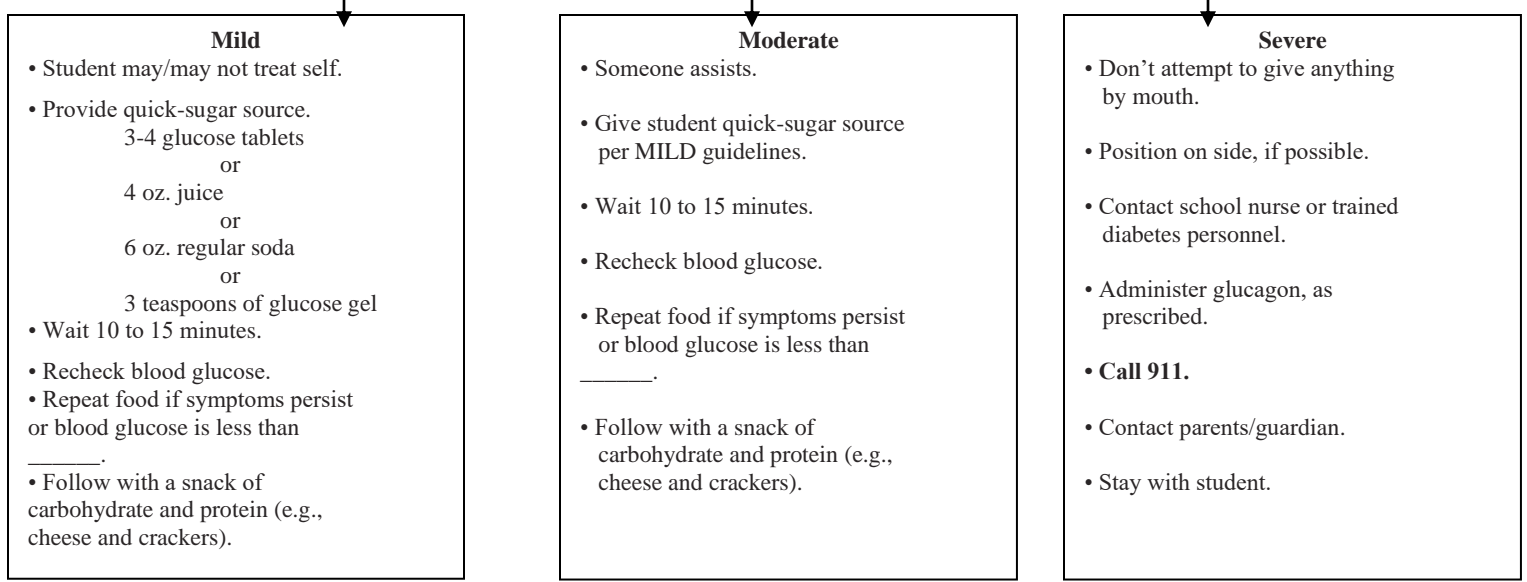 Mild
• Student may/may not treat self.
• Provide quick-sugar source.
3-4 glucose tablets
or
4 oz. juice
or
6 oz. regular soda
or
3 teaspoons of glucose gel
• Wait 10 to 15 minutes.
• Recheck blood glucose.
• Repeat food if symptoms persist
or blood glucose is less than
______.
• Follow with a snack of
carbohydrate and protein (e.g.,
cheese and crackers).
Moderate
• Someone assists.
• Give student quick-sugar source
per MILD guidelines.
• Wait 10 to 15 minutes.
• Recheck blood glucose.
• Repeat food if symptoms persist
or blood glucose is less than
______.
• Follow with a snack of
carbohydrate and protein (e.g.,
cheese and crackers).
Severe
• Don’t attempt to give anything
by mouth.
• Position on side, if possible.
• Contact school nurse or trained
diabetes personnel.
• Administer glucagon, as
prescribed.
• Call 911.
• Contact parents/guardian.
• Stay with student.